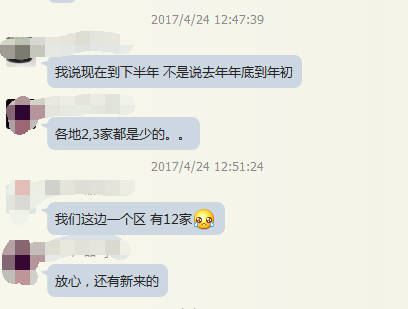 2017/4/24 12:47:39
我说现在到下半年 不是说去年年底到年初
各地2,3家都是少的。。
2017/4/24 12:51:24
我们这边一个区 有12家
放心，还有新来的